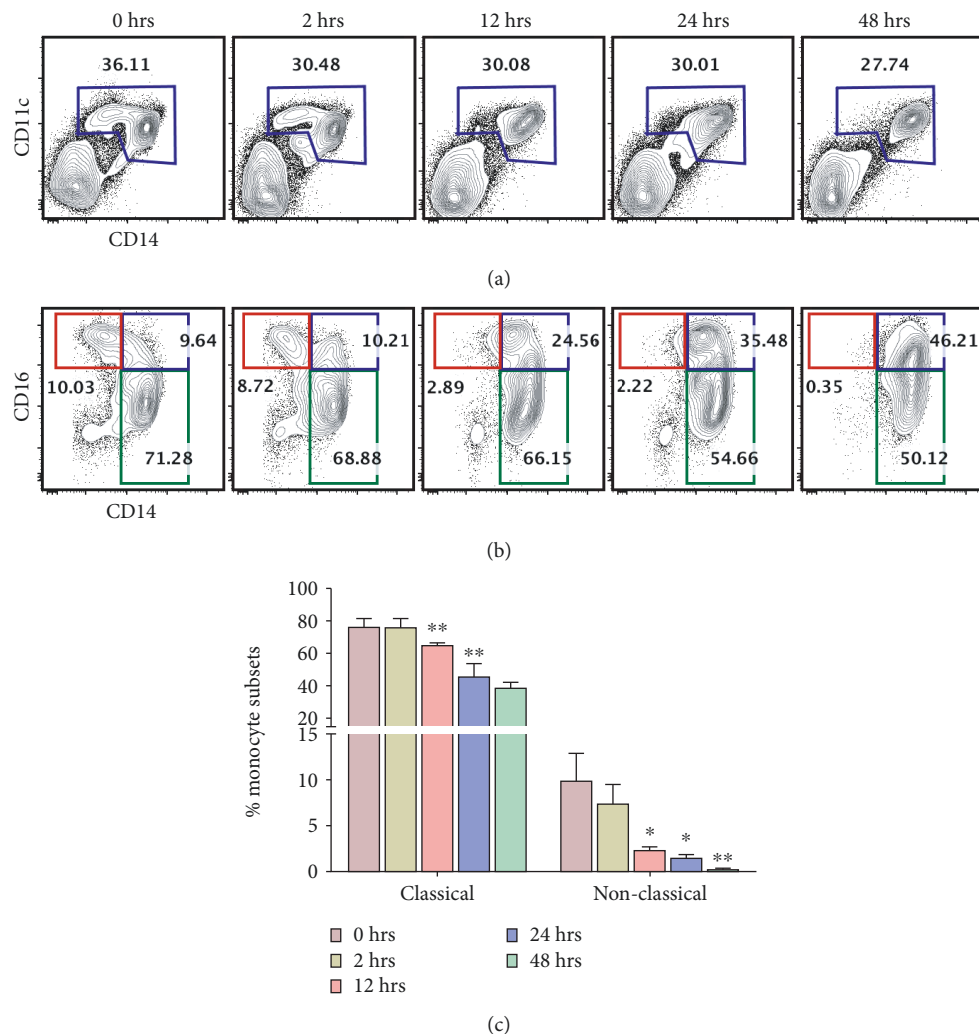 0 hrs 2 hrs 12 hrs 24 hrs 48 hrs
36.11 30.48 30.08 30.01 27.74
CD11c
CD14
(a)
9.64 10.21 24.56 35.48 46.21
10.03 8.72 2.89 2.22 0.35
71.28 68.88 66.15 54.66 50.12
CD16
CD14
(b)
100
80
60
40
20
15
10
5
0
% monocyte subsets
** **
* * **
Classical Non-classical
0 hrs 24 hrs
2 hrs 48 hrs
12 hrs
(c)